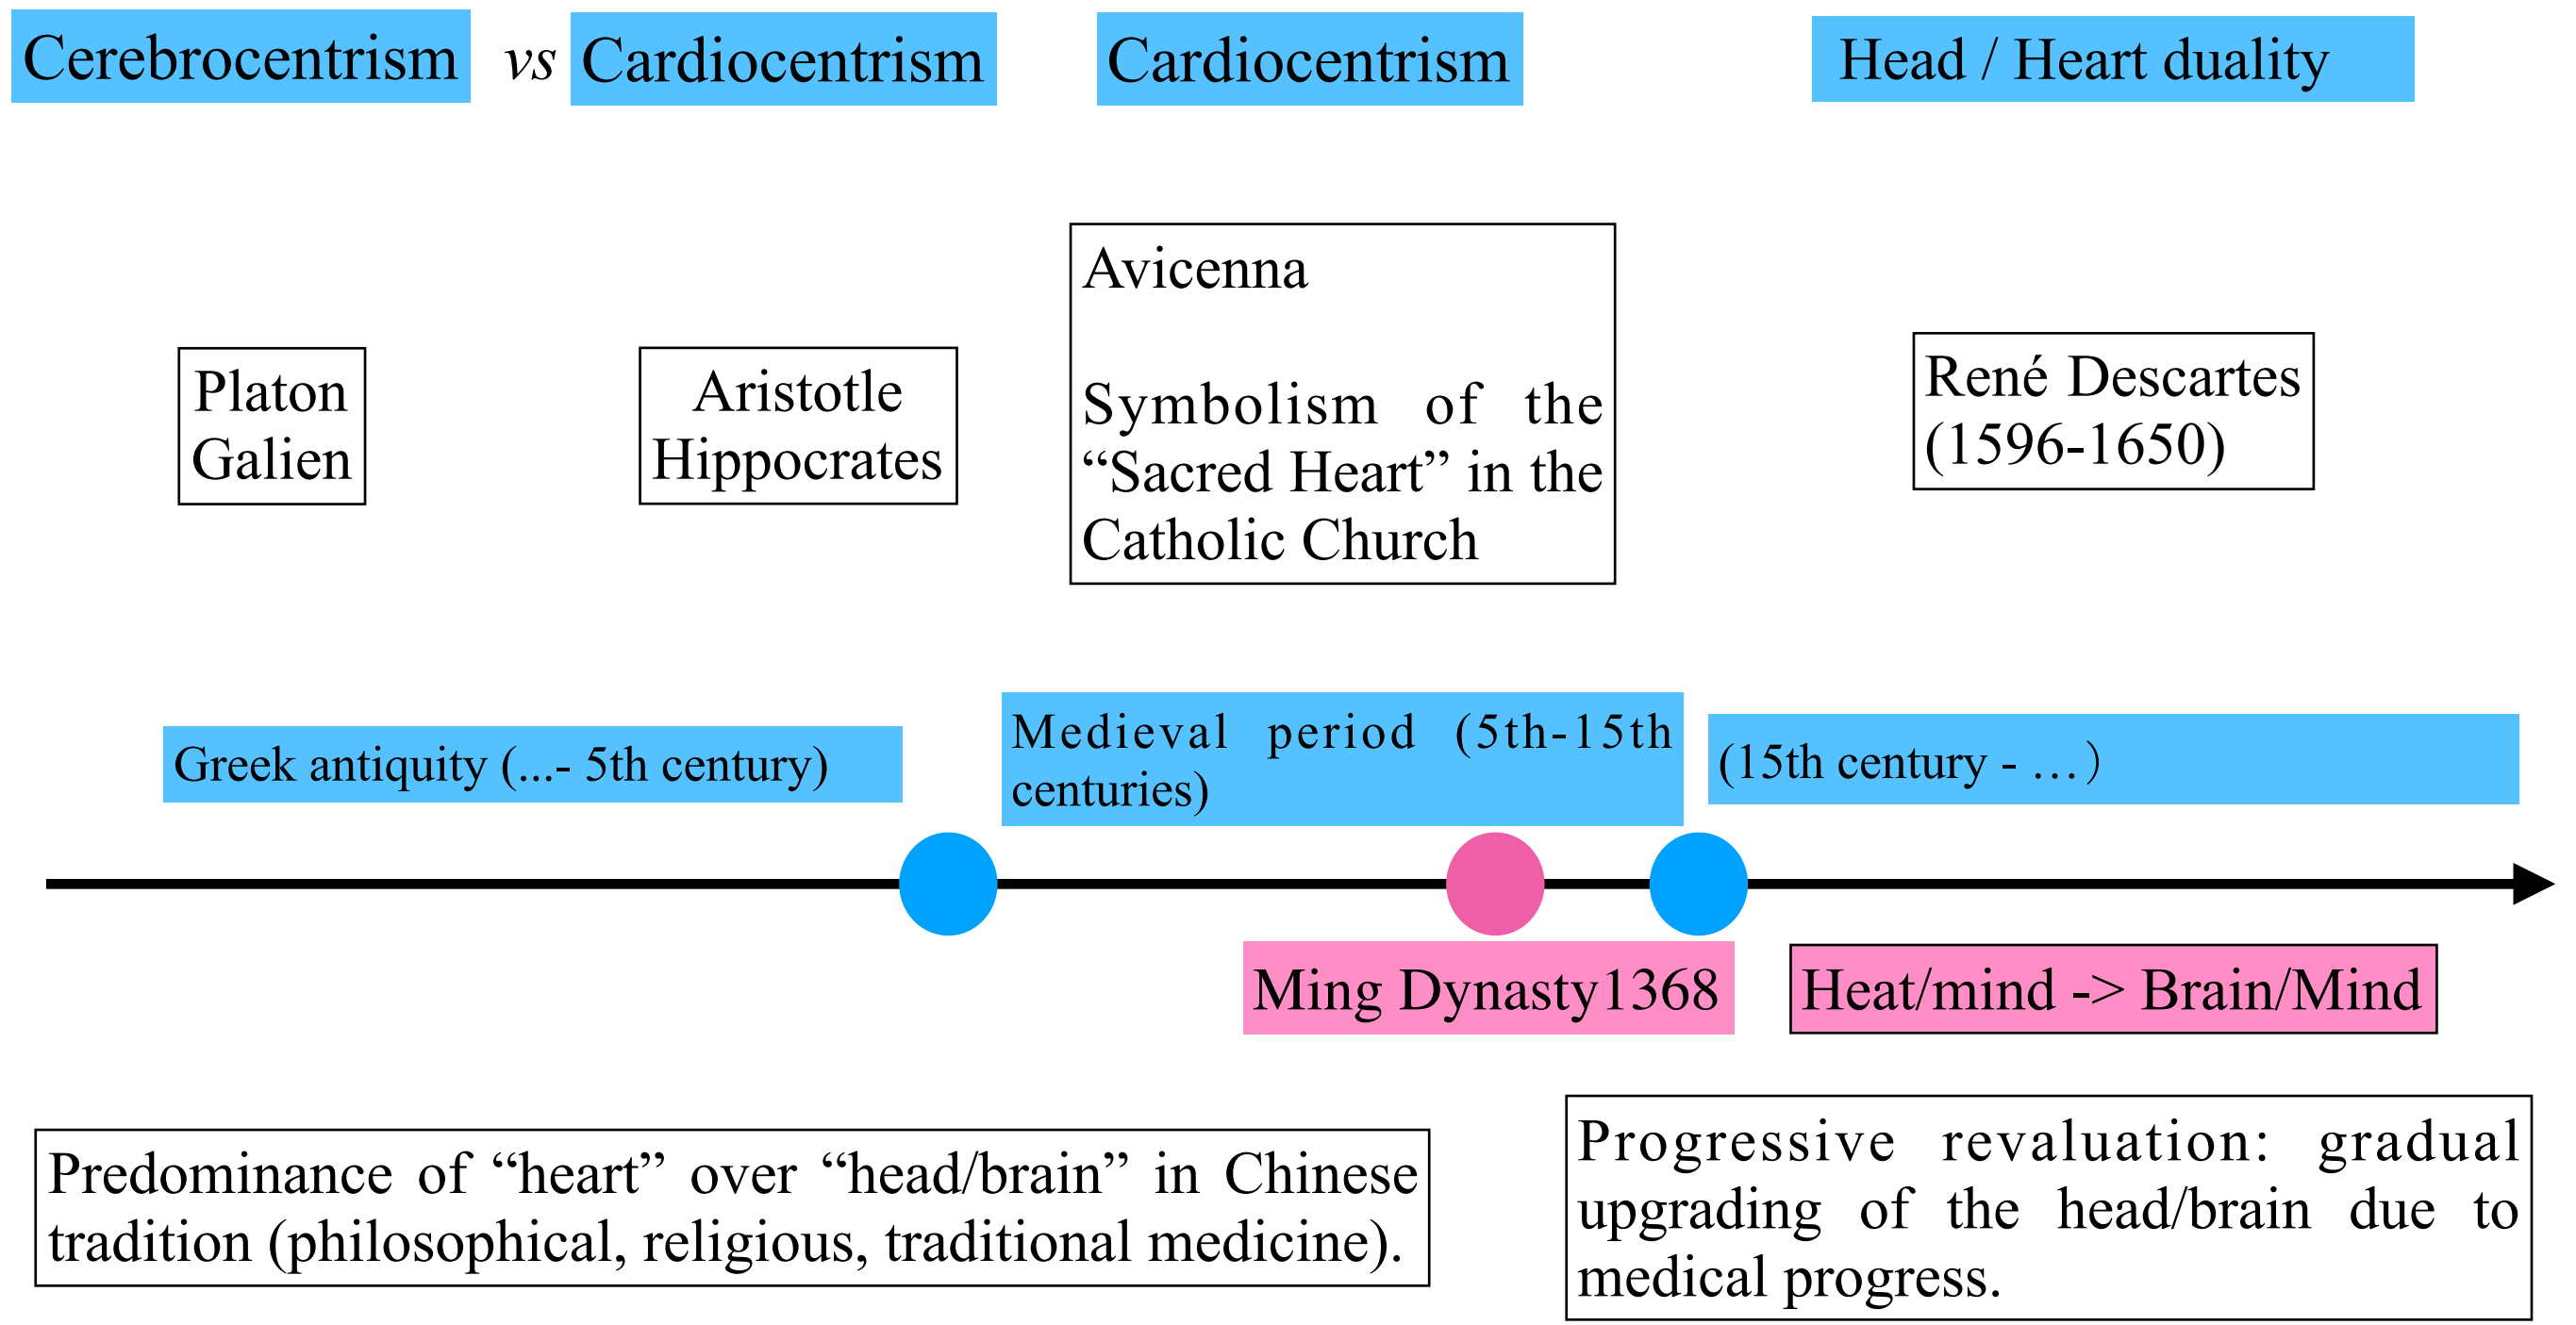 Cerebrocentrism vs Cardiocentrism
Cardiocentrism
Head / Heart duality
Platon
Galien
Aristotle
Hippocrates
Avicenna
Symbolism of the
“Sacred Heart” in the
Catholic Church
René Descartes
(1596-1650)
Greek antiquity (...- 5th century)
Medieval period (5th-15th
centuries)
(15th century - …)
Ming Dynasty1368
Heat/mind -> Brain/Mind
Predominance of “heart” over “head/brain” in Chinese
tradition (philosophical, religious, traditional medicine).
Progressive revaluation: gradual
upgrading of the head/brain due to
medical progress.